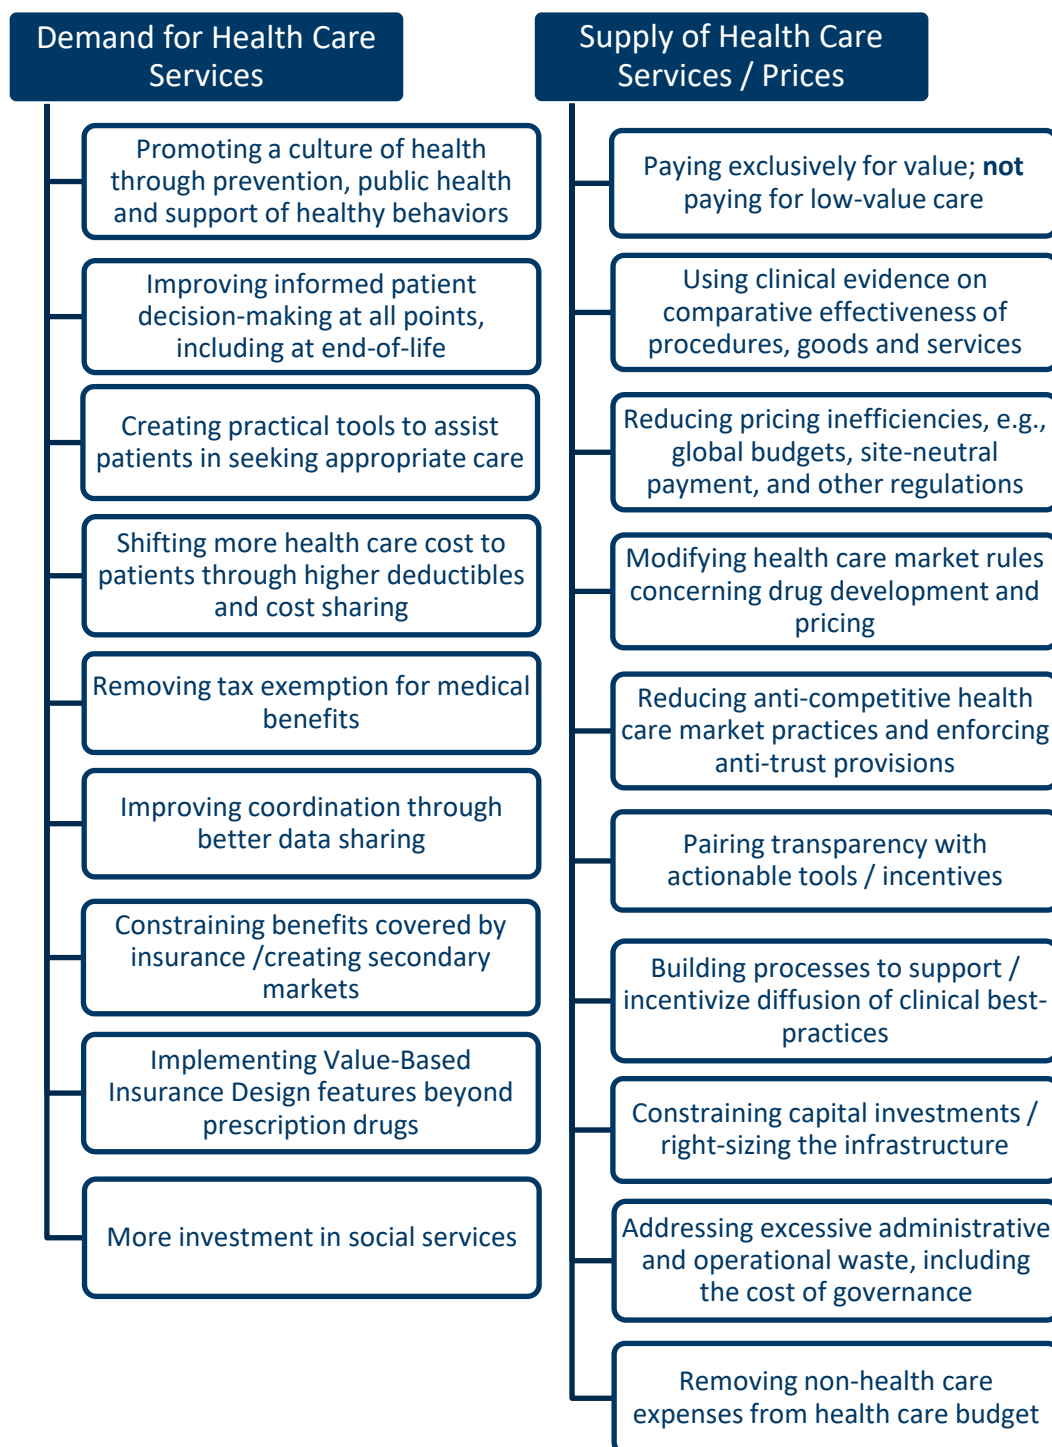 Demand for Health Care
Services
Promoting a culture of health
through prevention, public health
and support of healthy behaviors
Improving informed patient
decision-making at all points,
including at end-of-life
Creating practical tools to assist
patients in seeking appropriate care
Shifting more health care cost to
patients through higher deductibles
and cost sharing
Removing tax exemption for medical
benefits
Improving coordination through
better data sharing
Constraining benefits covered by
insurance /creating secondary
markets
Implementing Value-Based
Insurance Design features beyond
prescription drugs
More investment in social services
Supply of Health Care
Services / Prices
Paying exclusively for value; not
paying for low-value care
Using clinical evidence on
comparative effectiveness of
procedures, goods and services
Reducing pricing inefficiencies, e.g.,
global budgets, site-neutral
payment, and other regulations
Modifying health care market rules
concerning drug development and
pricing
Reducing anti-competitive health
care market practices and enforcing
anti-trust provisions
Pairing transparency with
actionable tools / incentives
Building processes to support /
incentivize diffusion of clinical best-
practices
Constraining capital investments /
right-sizing the infrastructure
Addressing excessive administrative
and operational waste, including
the cost of governance
Removing non-health care
expenses from health care budget